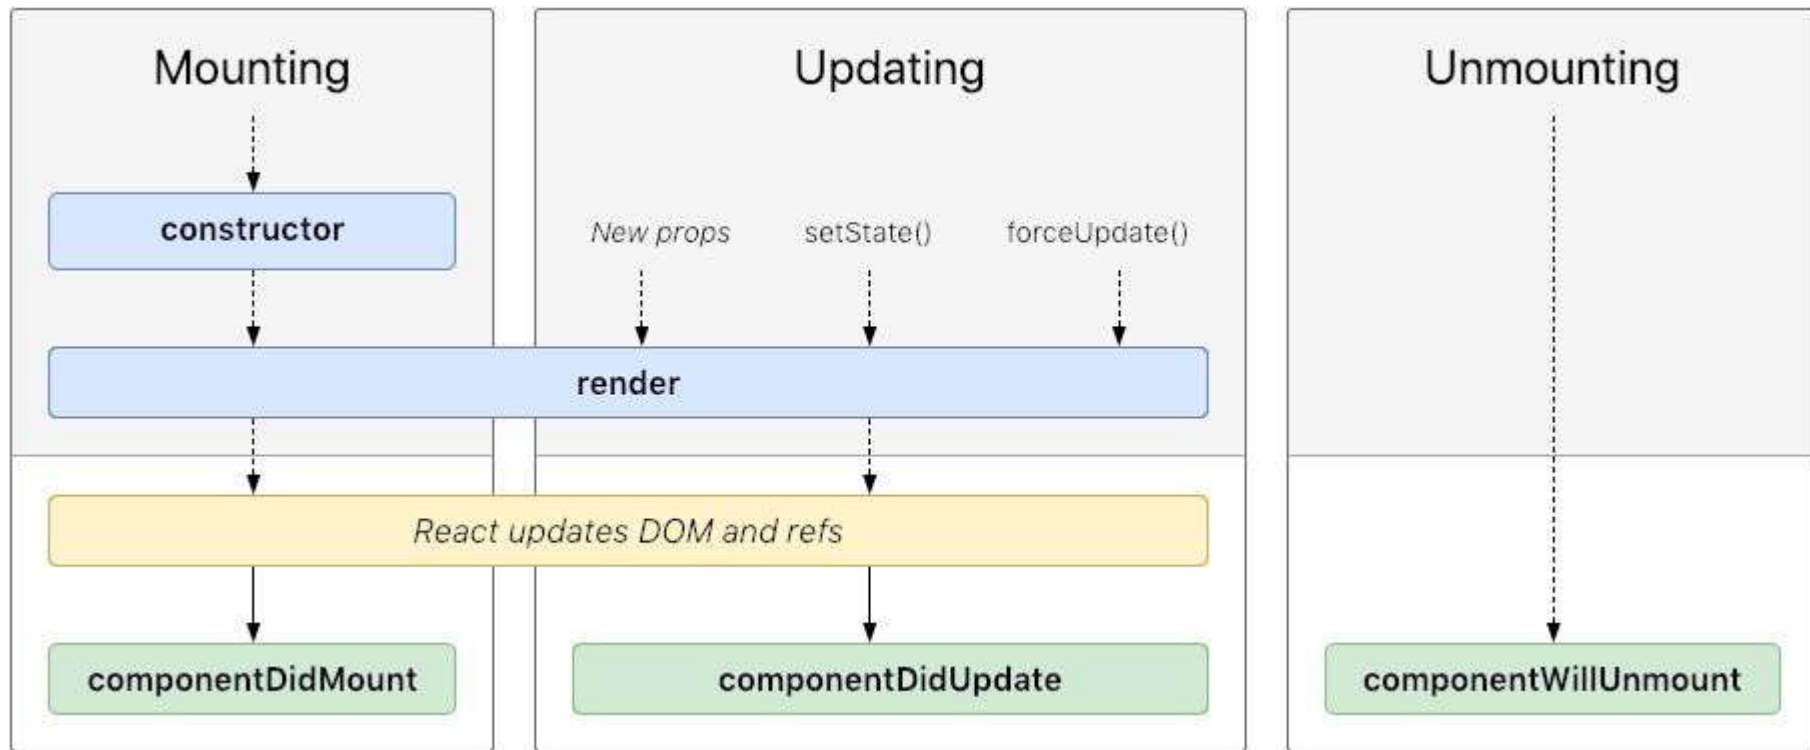 Mounting
Updating
Unmounting
constructor
New props
setState()
forceUpdate()
render
React updates DOM and refs
componentDidMount
componentDidUpdate
componentWillUnmount